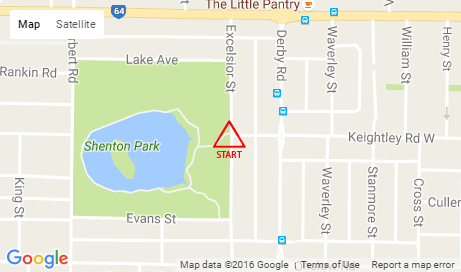 The Little Pantry
Map Satellite
64
Lake Ave
Rankin Rd
erbert Rd
Excelsior St
Derby Rd
Waverley St
William St
Henry St
Shenton Park
START
Keightley Rd W
King St
Evans St
Waverley St
Stanmore St
Cross St
Culler
Google
Map data ©2016 Google
Terms of Use
Report a map error